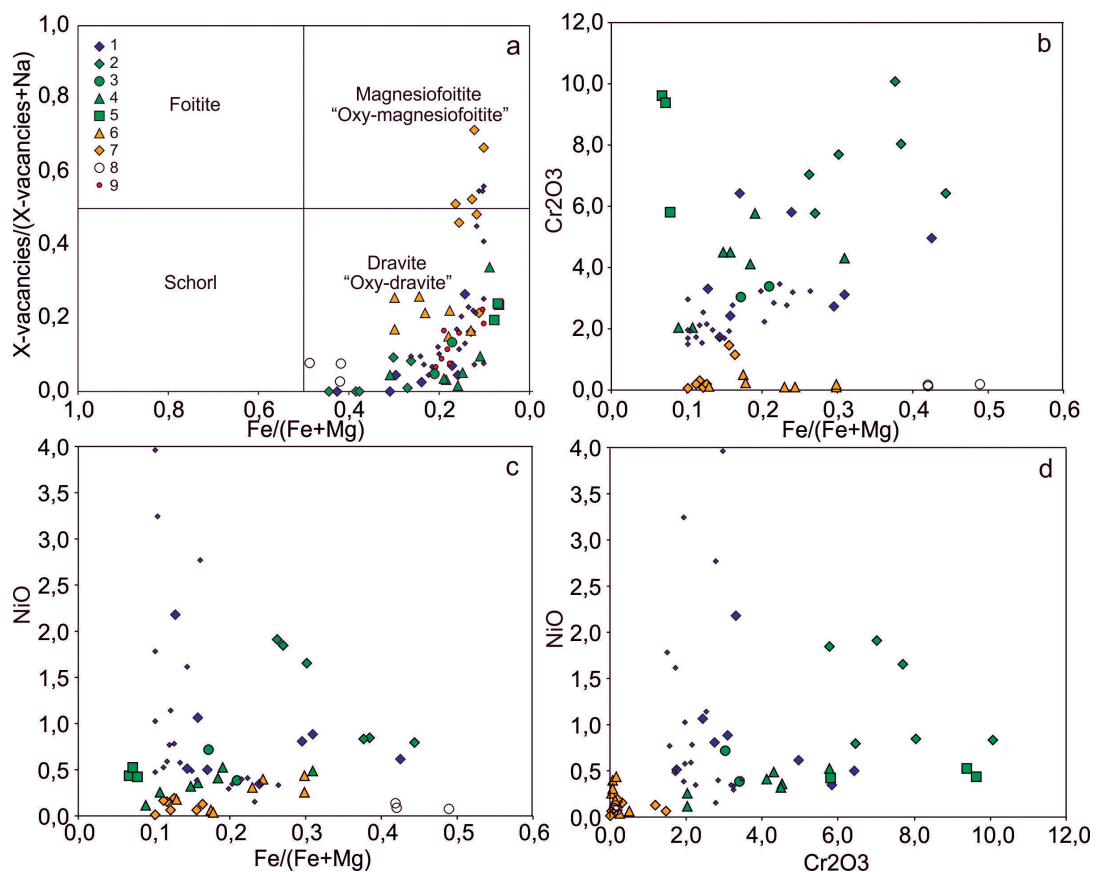 a
X-vacancies/(X-vacancies+Na)
1,0
0,8
0,6
0,4
0,2
0,0
1
2
3
4
5
6
7
8
9
Foitite
Magnesiofoitite
“Oxy-magnesiofoitite”
Schorl
Dravite
“Oxy-dravite”
1,0 0,8 0,6 0,4 0,2 0,0
Fe/(Fe+Mg)
b
Cr2O3
12,0
10,0
8,0
6,0
4,0
2,0
0,0
0,0 0,1 0,2 0,3 0,4 0,5 0,6
Fe/(Fe+Mg)
c
NiO
4,0
3,5
3,0
2,5
2,0
1,5
1,0
0,5
0,0
0,0 0,1 0,2 0,3 0,4 0,5 0,6
Fe/(Fe+Mg)
d
NiO
4,0
3,5
3,0
2,5
2,0
1,5
1,0
0,5
0,0
0,0 2,0 4,0 6,0 8,0 10,0 12,0
Cr2O3